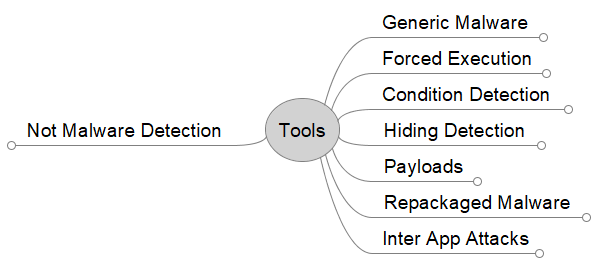 Generic Malware
Forced Execution
Condition Detection
Not Malware Detection
Tools
Hiding Detection
Payloads
Repackaged Malware
Inter App Attacks